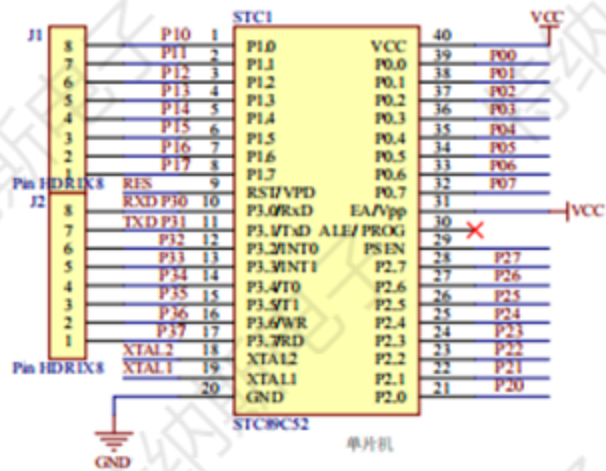 STC1
VCC
J1
8 P10 1 P1.0 VCC 40
7 P11 2 P1.1 P0.0 39 P00
6 P12 3 P1.2 P0.1 38 P01
5 P13 4 P1.3 P0.2 37 P02
4 P14 5 P1.4 P0.3 36 P03
3 P15 6 P1.5 P0.4 35 P04
2 P16 7 P1.6 P0.5 34 P05
1 P17 8 P1.7 P0.6 33 P06
Pin HDR1X8 RES 9 RST/VPD P0.7 32 P07
J2
8 RXD P30 10 P3.0/RxD EA/Vpp 31 VCC
7 TXD P31 11 P3.1/TxD ALE/PROG 30
P32 12 P3.2/INT0 PSEN 29
6 P33 13 P3.3/INT1 P2.7 28 P27
5 P34 14 P3.4/T0 P2.6 27 P26
4 P35 15 P3.5/T1 P2.5 26 P25
3 P36 16 P3.6/WR P2.4 25 P24
2 P37 17 P3.7/RD P2.3 24 P23
1 XTAL2 18 XTAL2 P2.2 23 P22
Pin HDR1X8 XTAL1 19 XTAL1 P2.1 22 P21
20 GND P2.0 21 P20
STC89C52
单片机
GND